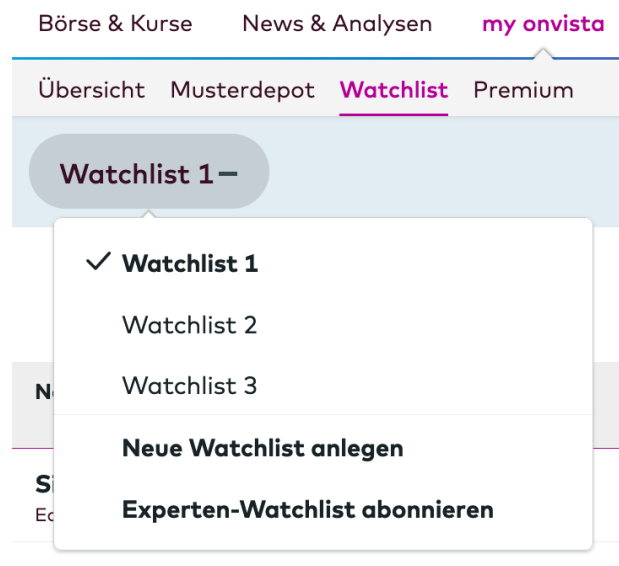 Börse & Kurse News & Analysen my onvista
Übersicht Musterdepot Watchlist Premium
Watchlist 1
Watchlist 1
Watchlist 2
Watchlist 3
Neue Watchlist anlegen
Experten-Watchlist abonnieren